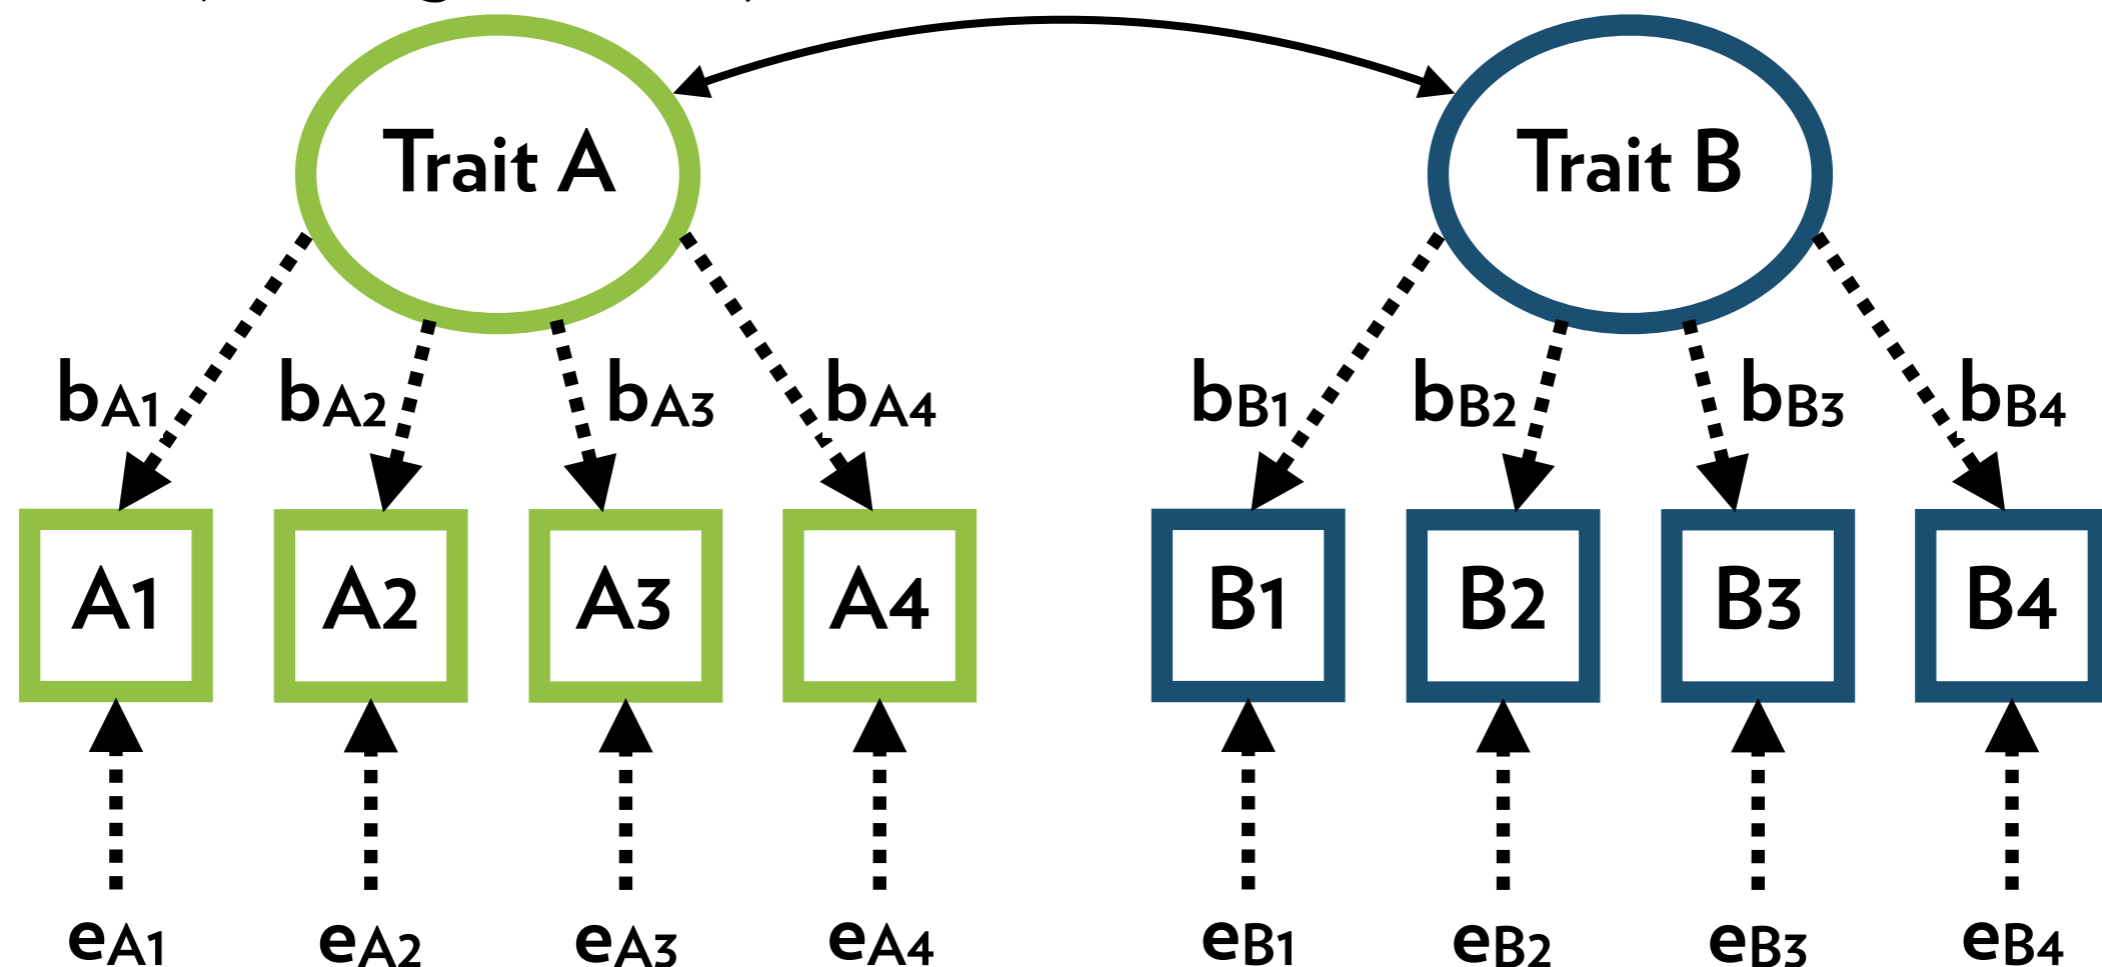 Trait A Trait B
bA1 bA2 bA3 bA4 bB1 bB2 bB3 bB4
A1 A2 A3 A4 B1 B2 B3 B4
eA1 eA2 eA3 eA4 eB1 eB2 eB3 eB4